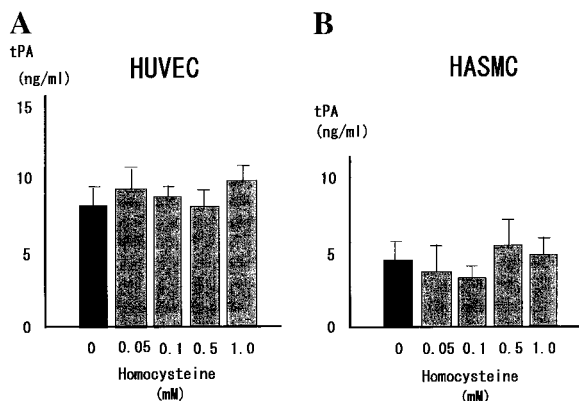 A
tPA
(ng/ml)
HUVEC
15
10
5
0
0 0.05 0.1 0.5 1.0
Homocysteine
(mM)
B
HASMC
tPA
(ng/ml)
10
5
0
0 0.05 0.1 0.5 1.0
Homocysteine
(mM)